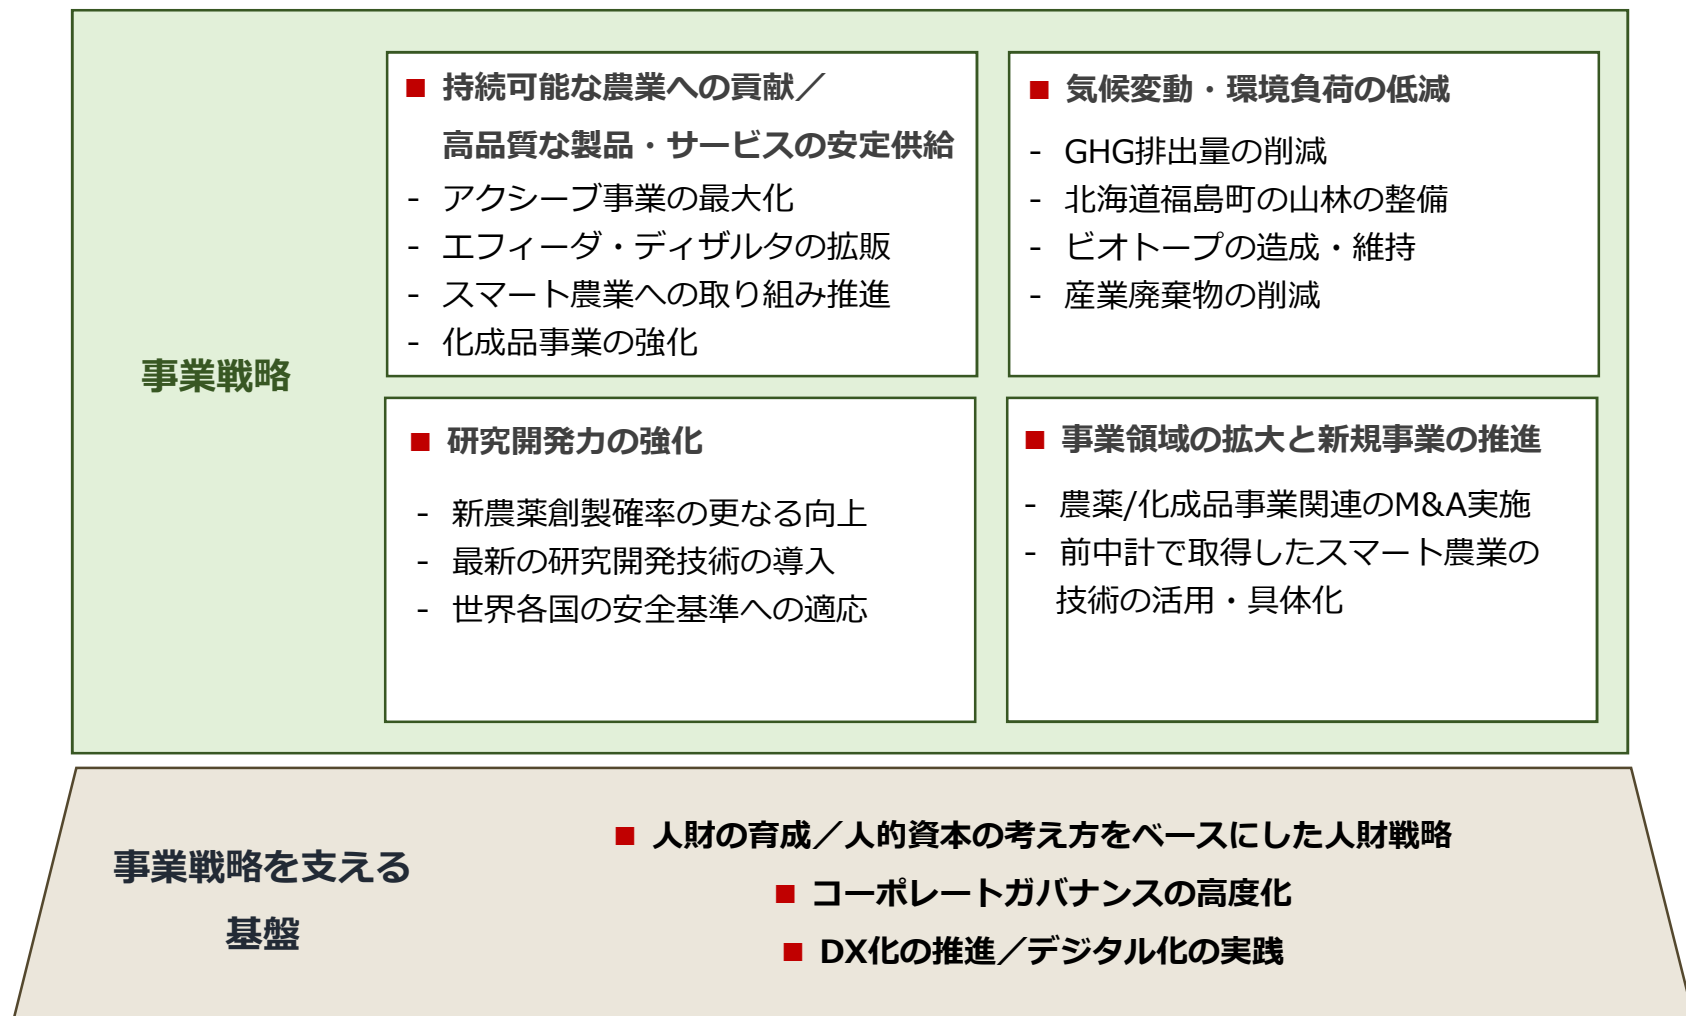 事業戦略
■ 持続可能な農業への貢献／
高品質な製品・サービスの安定供給
- アクシーブ事業の最大化
- エフィーダ・ディザルタの拡販
- スマート農業への取り組み推進
- 化成品事業の強化
■ 気候変動・環境負荷の低減
- GHG排出量の削減
- 北海道福島町の山林の整備
- ビオトープの造成・維持
- 産業廃棄物の削減
■ 研究開発力の強化
- 新農薬創製確率の更なる向上
- 最新の研究開発技術の導入
- 世界各国の安全基準への適応
■ 事業領域の拡大と新規事業の推進
- 農薬/化成品事業関連のM&A実施
- 前中計で取得したスマート農業の
技術の活用・具体化
事業戦略を支える
基盤
■ 人財の育成／人的資本の考え方をベースにした人財戦略
■ コーポレートガバナンスの高度化
■ DX化の推進／デジタル化の実践